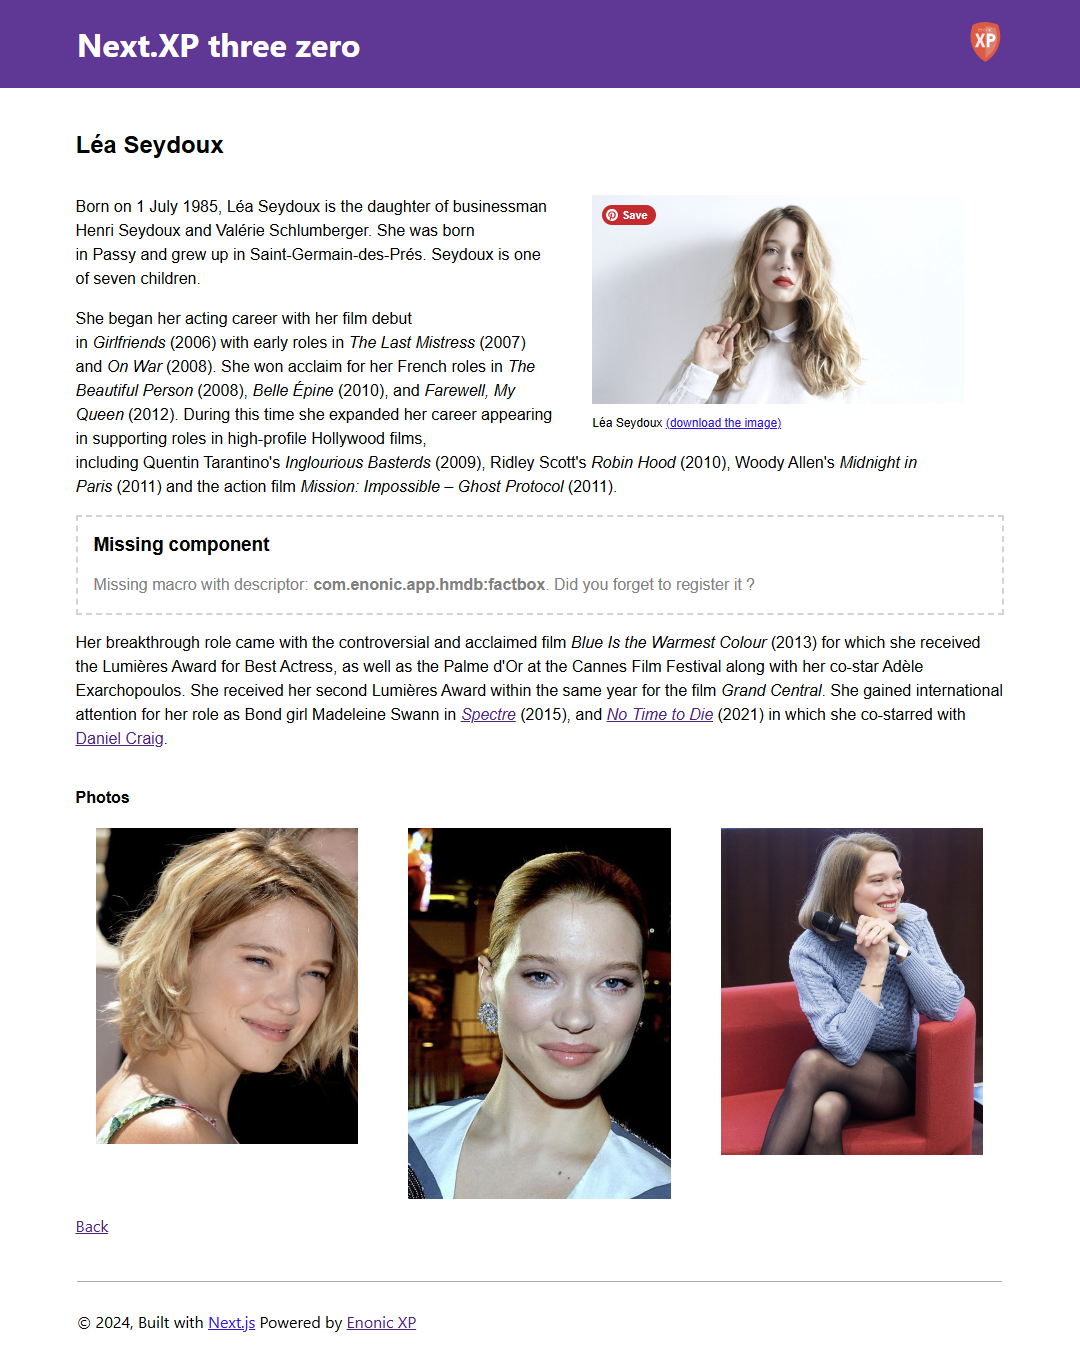 Next.XP three zero
XP
Léa Seydoux
Born on 1 July 1985, Léa Seydoux is the daughter of businessman
Henri Seydoux and Valérie Schlumberger. She was born
in Passy and grew up in Saint-Germain-des-Prés. Seydoux is one
of seven children.
Save
She began her acting career with her film debut
in Girlfriends (2006) with early roles in The Last Mistress (2007)
and On War (2008). She won acclaim for her French roles in The
Beautiful Person (2008), Belle Épine (2010), and Farewell, My
Queen (2012). During this time she expanded her career appearing
in supporting roles in high-profile Hollywood films,
Léa Seydoux (download the image)
including Quentin Tarantino's Inglourious Basterds (2009), Ridley Scott's Robin Hood (2010), Woody Allen's Midnight in
Paris (2011) and the action film Mission: Impossible – Ghost Protocol (2011).
Missing component
Missing macro with descriptor: com.enonic.app.hmdb:factbox. Did you forget to register it ?
Her breakthrough role came with the controversial and acclaimed film Blue Is the Warmest Colour (2013) for which she received
the Lumières Award for Best Actress, as well as the Palme d'Or at the Cannes Film Festival along with her co-star Adèle
Exarchopoulos. She received her second Lumières Award within the same year for the film Grand Central. She gained international
attention for her role as Bond girl Madeleine Swann in Spectre (2015), and No Time to Die (2021) in which she co-starred with
Daniel Craig.
Photos
Back
© 2024, Built with Next.js Powered by Enonic XP